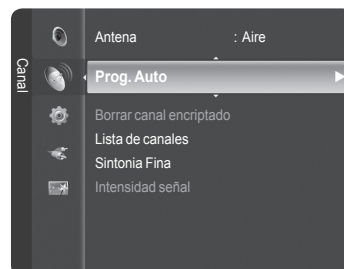 Canal
Antena : Aire
Prog. Auto
Borrar canal encriptado
Lista de canales
Sintonia Fina
Intensidad señal